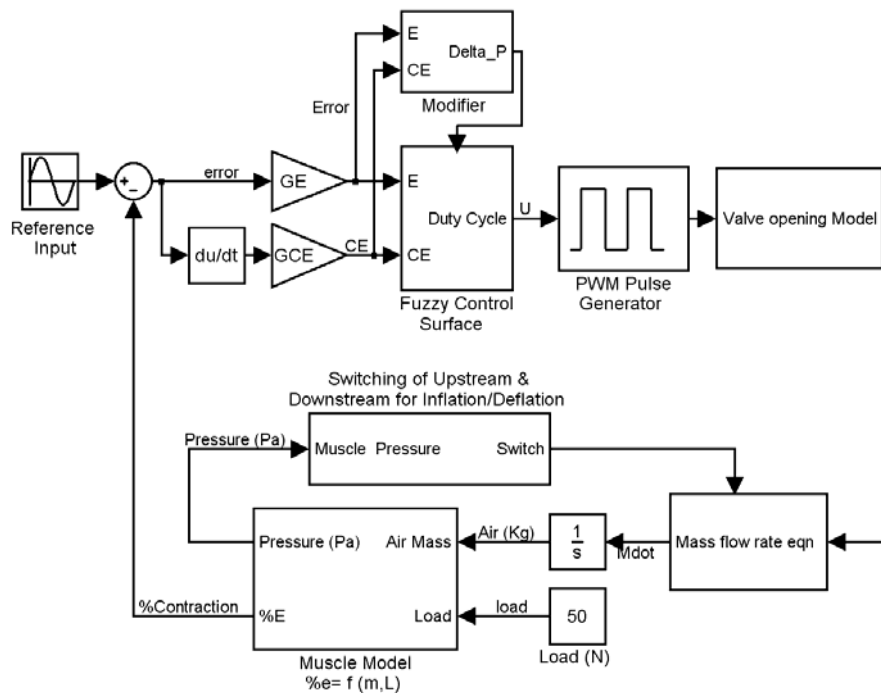 E
Delta_P
CE
Modifier
Error
Reference
Input
+
-
error
GE
du/dt
GCE
CE
E
Duty Cycle
CE
Fuzzy Control
Surface
U
PWM Pulse
Generator
Valve opening Model
Switching of Upstream &
Downstream for Inflation/Deflation
Pressure (Pa)
Muscle Pressure
Switch
Mass flow rate eqn
Mdot
1
s
Air (Kg)
Pressure (Pa)
Air Mass
%Contraction
%E
Load
load
50
Load (N)
Muscle Model
%e= f (m,L)